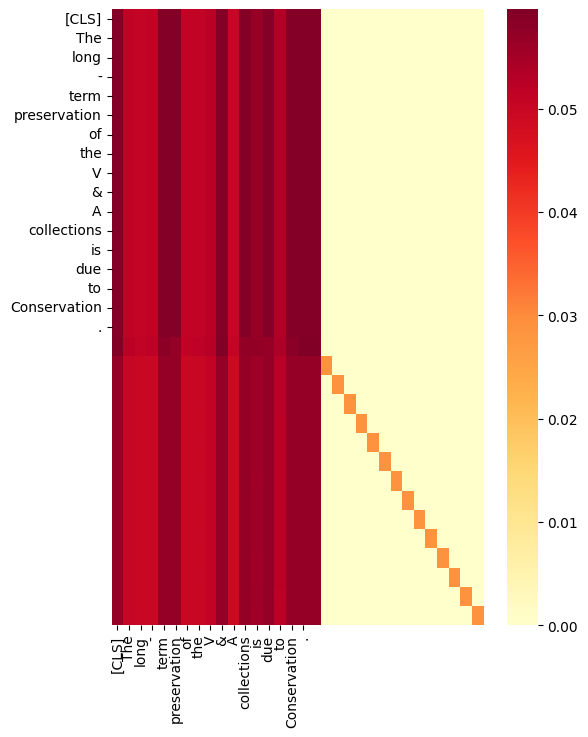 [CLS]
The
long
-
term
preservation
of
the
V
&
A
collections
is
due
to
Conservation
.
0.05
0.04
0.03
0.02
0.01
0.00
[CLS]
The
long
-
term
preservation
of
the
V
&
A
collections
is
due
to
Conservation
.